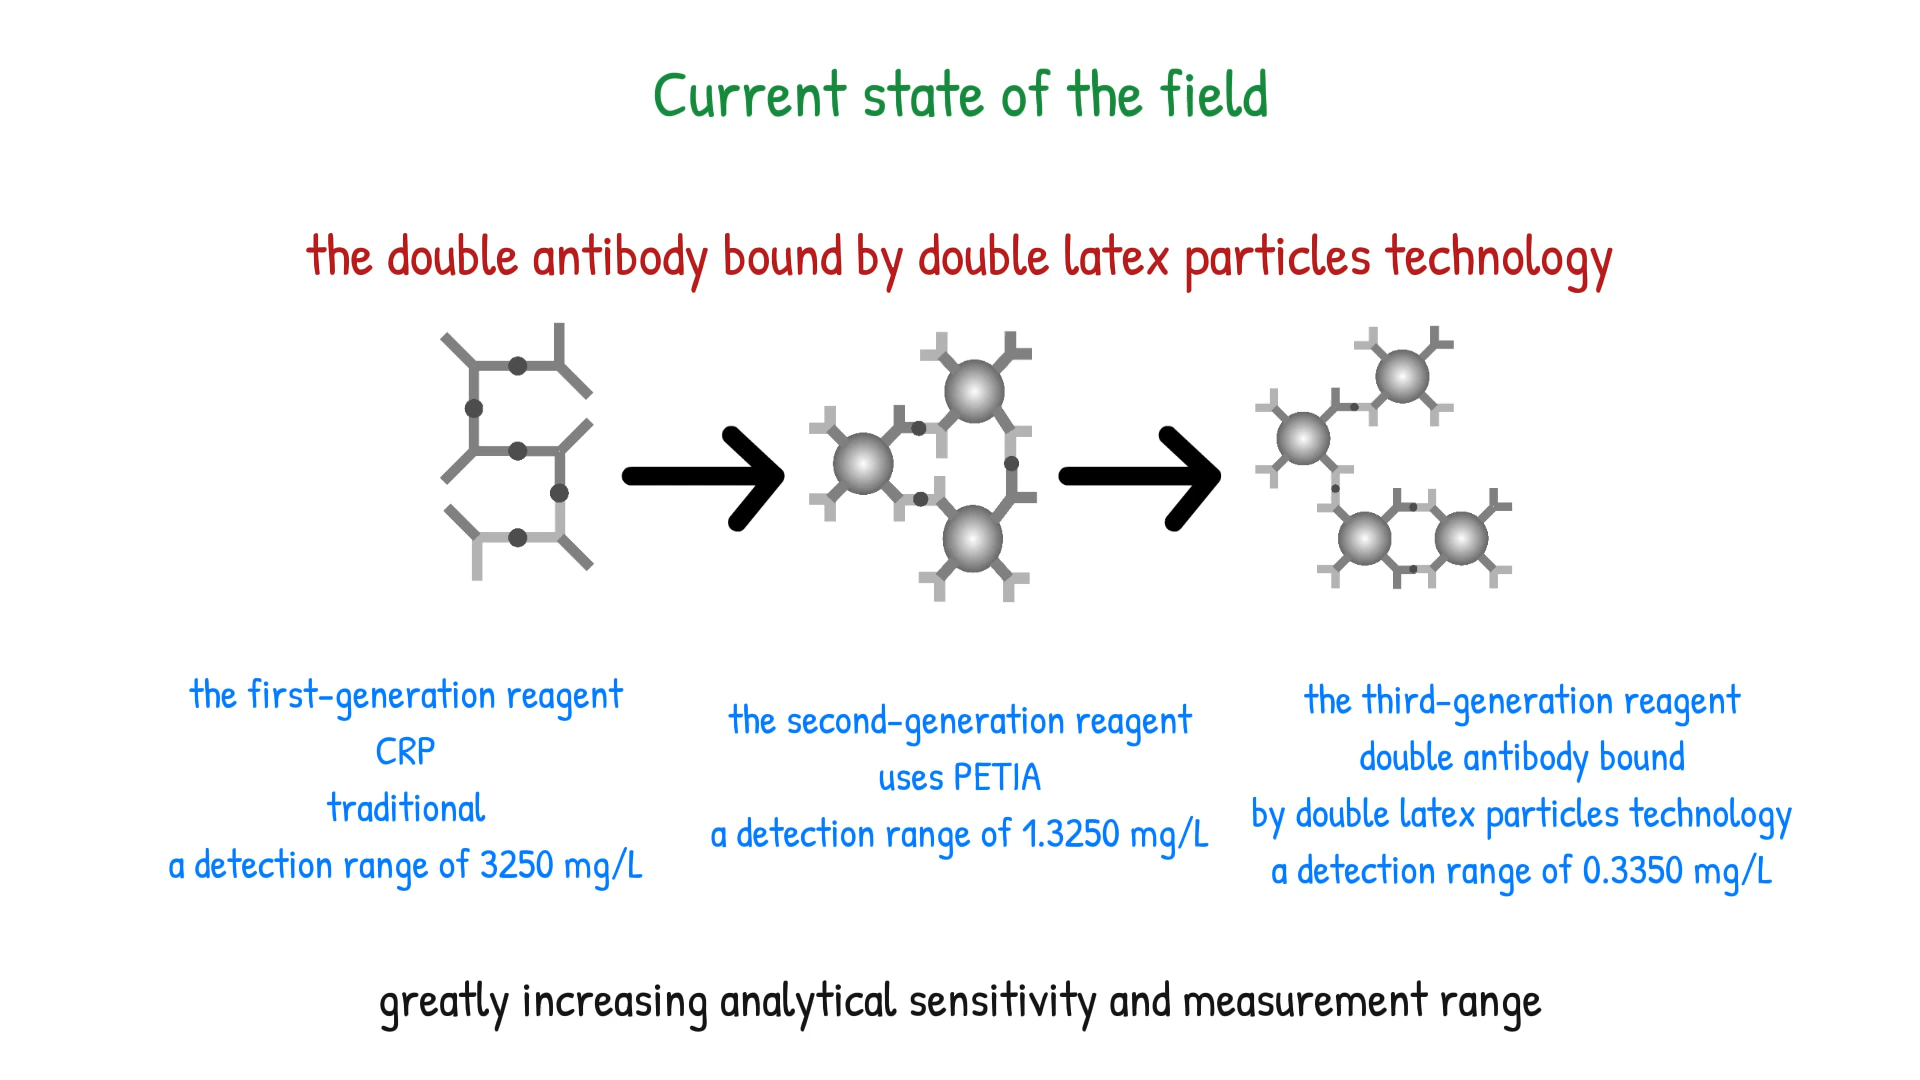 Current state of the field
the double antibody bound by double latex particles technology
the first-generation reagent
CRP
traditional
a detection range of 3250 mg/L
the second-generation reagent
uses PETIA
a detection range of 1.3250 mg/L
the third-generation reagent
double antibody bound
by double latex particles technology
a detection range of 0.3350 mg/L
greatly increasing analytical sensitivity and measurement range